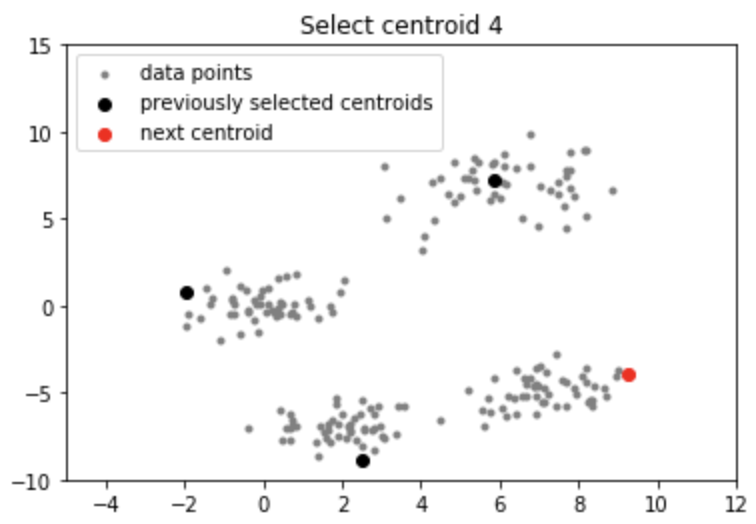 Select centroid 4
15
data points
previously selected centroids
next centroid
10
5
0
−5
−10
−4 −2 0 2 4 6 8 10 12